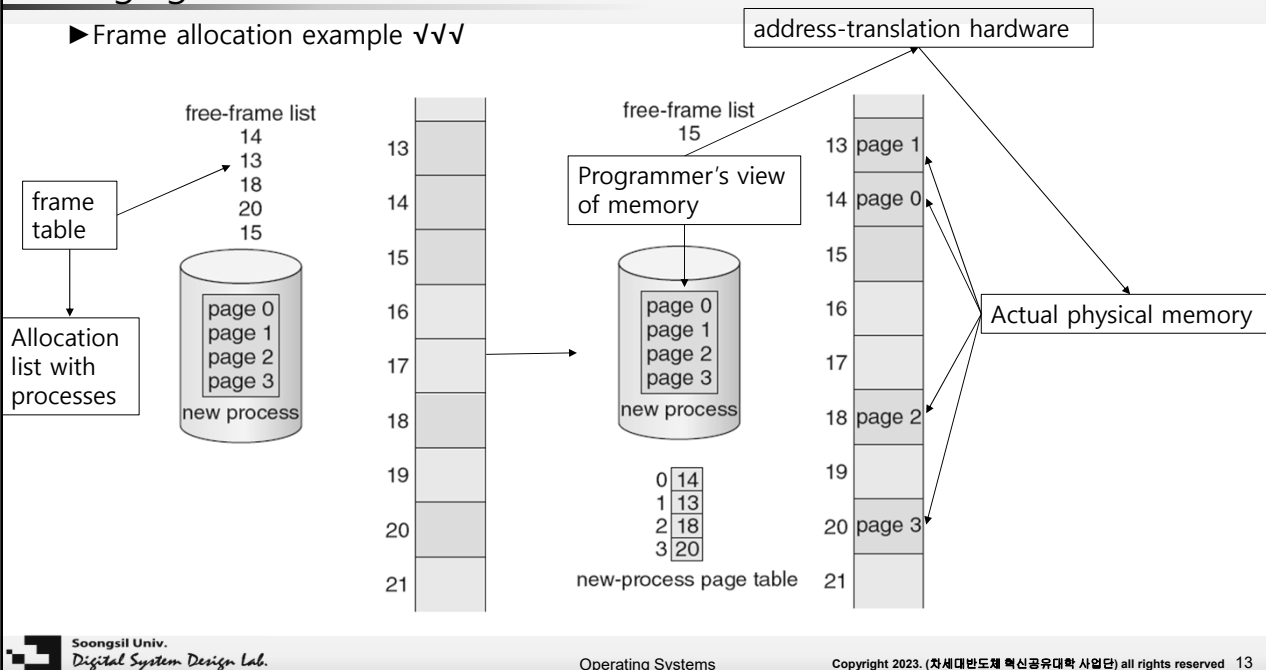 ►Frame allocation example √√√
address-translation hardware
free-frame list
14
13
18
20
15
frame
table
Allocation
list with
processes
page 0
page 1
page 2
page 3
new process
13
14
15
16
17
18
19
20
21
free-frame list
15
Programmer's view
of memory
page 0
page 1
page 2
page 3
new process
0 14
1 13
2 18
3 20
new-process page table
13 page 1
14 page 0
15
16
17
18 page 2
19
20 page 3
21
Actual physical memory
Soongsil Univ.
Digital System Design Lab.
Operating Systems
Copyright 2023. (차세대반도체 혁신공유대학 사업단) all rights reserved 13